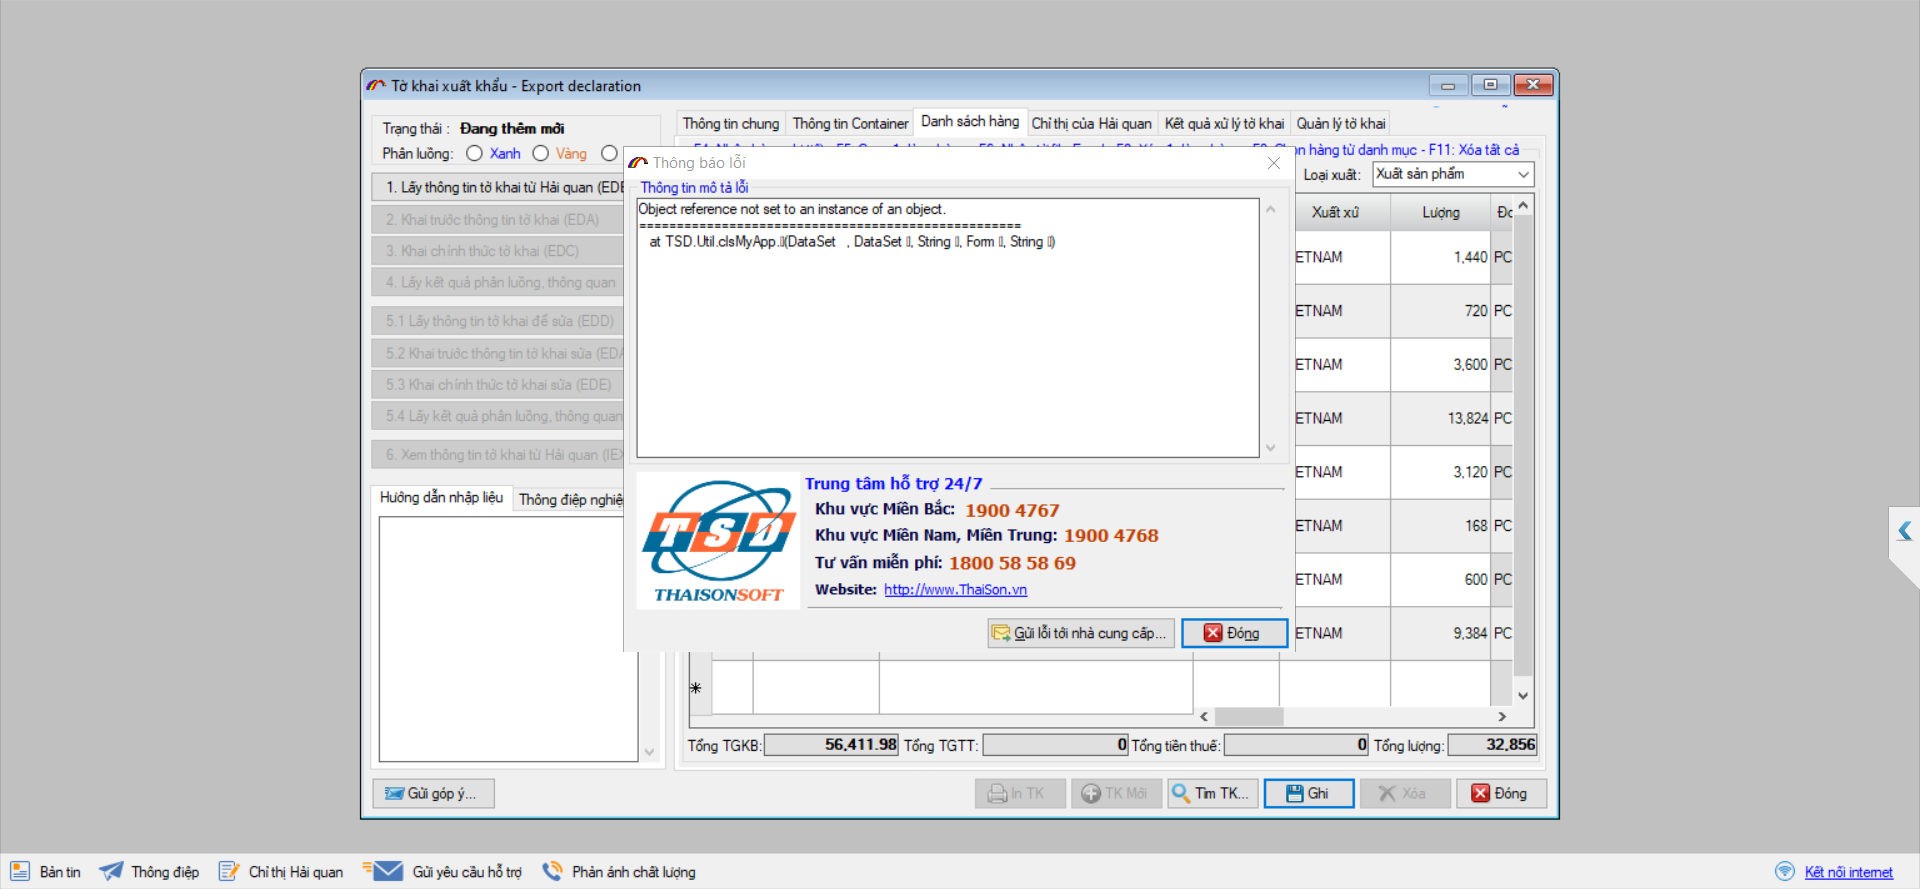 Tờ khai xuất khẩu - Export declaration
Trạng thái : Đang thêm mới
Phân luồng: Xanh Vàng
1. Lấy thông tin tờ khai từ Hải quan (EDE
2. Khai trước thông tin tờ khai (EDA)
3. Khai chính thức tờ khai (EDC)
4. Lấy kết quả phân luồng, thông quan
5.1 Lấy thông tin tờ khai để sửa (EDD)
5.2 Khai trước thông tin tờ khai sửa (EDA
5.3 Khai chính thức tờ khai sửa (EDE)
5.4 Lấy kết quả phân luồng, thông quan
6. Xem thông tin tờ khai từ Hải quan (IEX
Hướng dẫn nhập liệu Thông điệp nghiệ
Gửi góp ý...
Thông tin chung Thông tin Container Danh sách hàng Chỉ thị của Hải quan Kết quả xử lý tờ khai Quản lý tờ khai
họn hàng từ danh mục - F11: Xóa tất cả
Loại xuất: Xuất sản phẩm
Xuất xứ Lượng
ETNAM 1,440 PC
ETNAM 720 PC
ETNAM 3,600 PC
ETNAM 13,824 PC
ETNAM 3,120 PC
ETNAM 168 PC
ETNAM 600 PC
ETNAM 9,384 PC
Thông báo lỗi
Thông tin mô tả lỗi
Object reference not set to an instance of an object.
===================================================
at TSD.Util.clsMyApp.▯(DataSet , DataSet ▯, String ▯, Form ▯, String ▯)
TSD
THAISONSOFT
Trung tâm hỗ trợ 24/7
Khu vực Miền Bắc: 1900 4767
Khu vực Miền Nam, Miền Trung: 1900 4768
Tư vấn miễn phí: 1800 58 58 69
Website: http://www.ThaiSon.vn
Gửi lỗi tới nhà cung cấp... Đóng
Tổng TGKB: 56,411.98 Tổng TGTT: 0 Tổng tiền thuế: 0 Tổng lượng: 32,856
In TK TK Mới Tìm TK... Ghi Xóa Đóng
Bản tin Thông điệp Chỉ thị Hải quan Gửi yêu cầu hỗ trợ Phản ánh chất lượng Kết nối internet